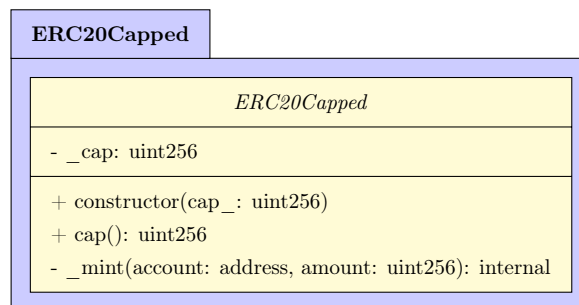 ERC20Capped
ERC20Capped
- _cap: uint256
+ constructor(cap_: uint256)
+ cap(): uint256
- _mint(account: address, amount: uint256): internal